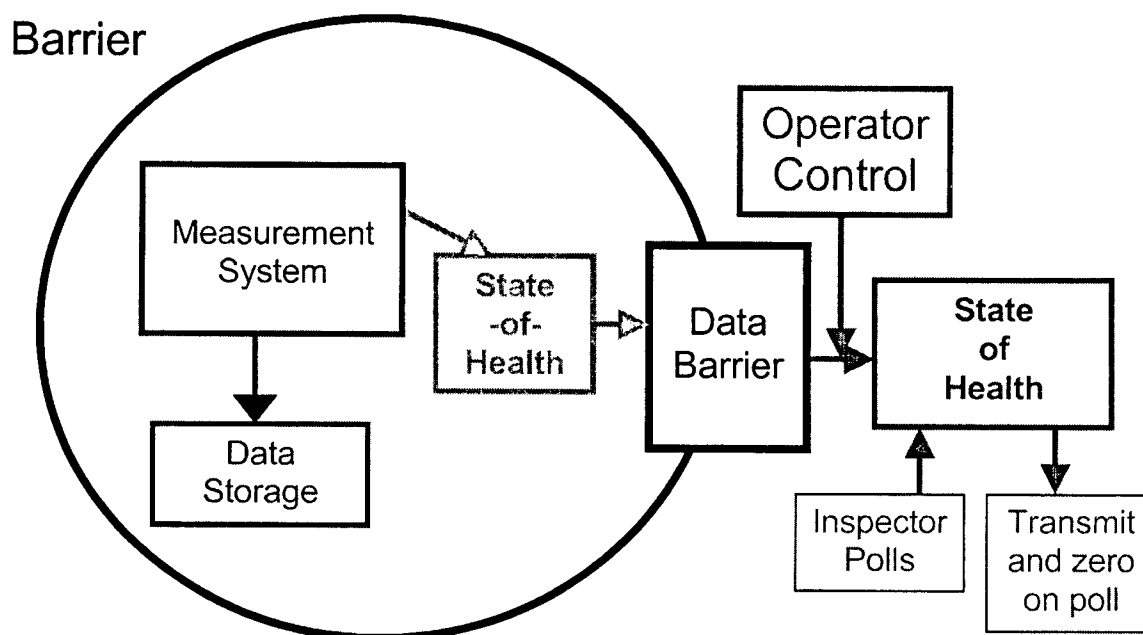 Barrier
Measurement
System
Data
Storage
State
-of-
Health
Data
Barrier
Operator
Control
State
of
Health
Inspector
Polls
Transmit
and zero
on poll